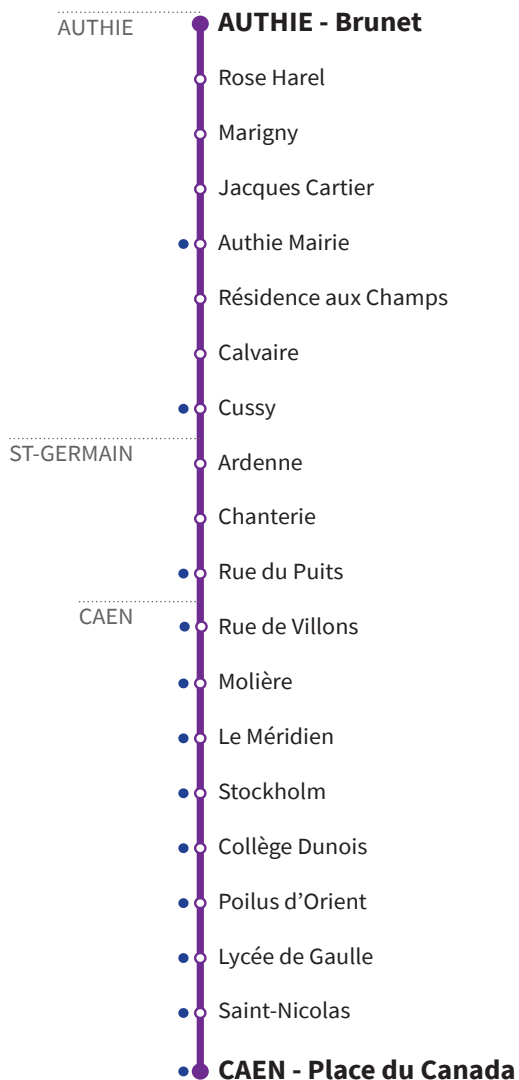 AUTHIE
AUTHIE - Brunet
Rose Harel
Marigny
Jacques Cartier
Authie Mairie
Résidence aux Champs
Calvaire
Cussy
ST-GERMAIN
Ardenne
Chanterie
Rue du Puits
CAEN
Rue de Villons
Molière
Le Méridien
Stockholm
Collège Dunois
Poilus d’Orient
Lycée de Gaulle
Saint-Nicolas
CAEN - Place du Canada